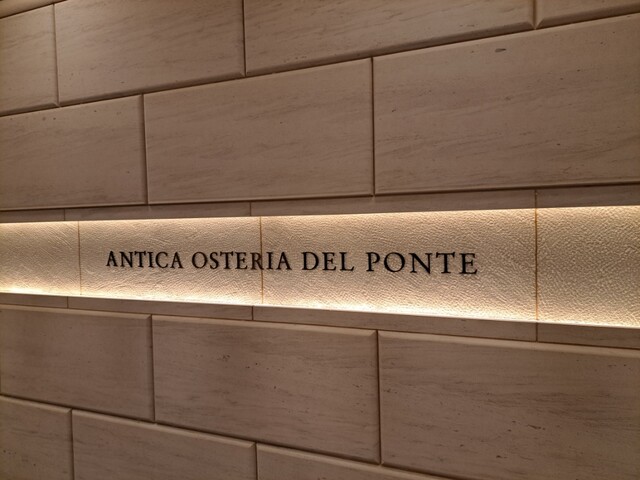 ANTICA OSTERIA DEL PONTE